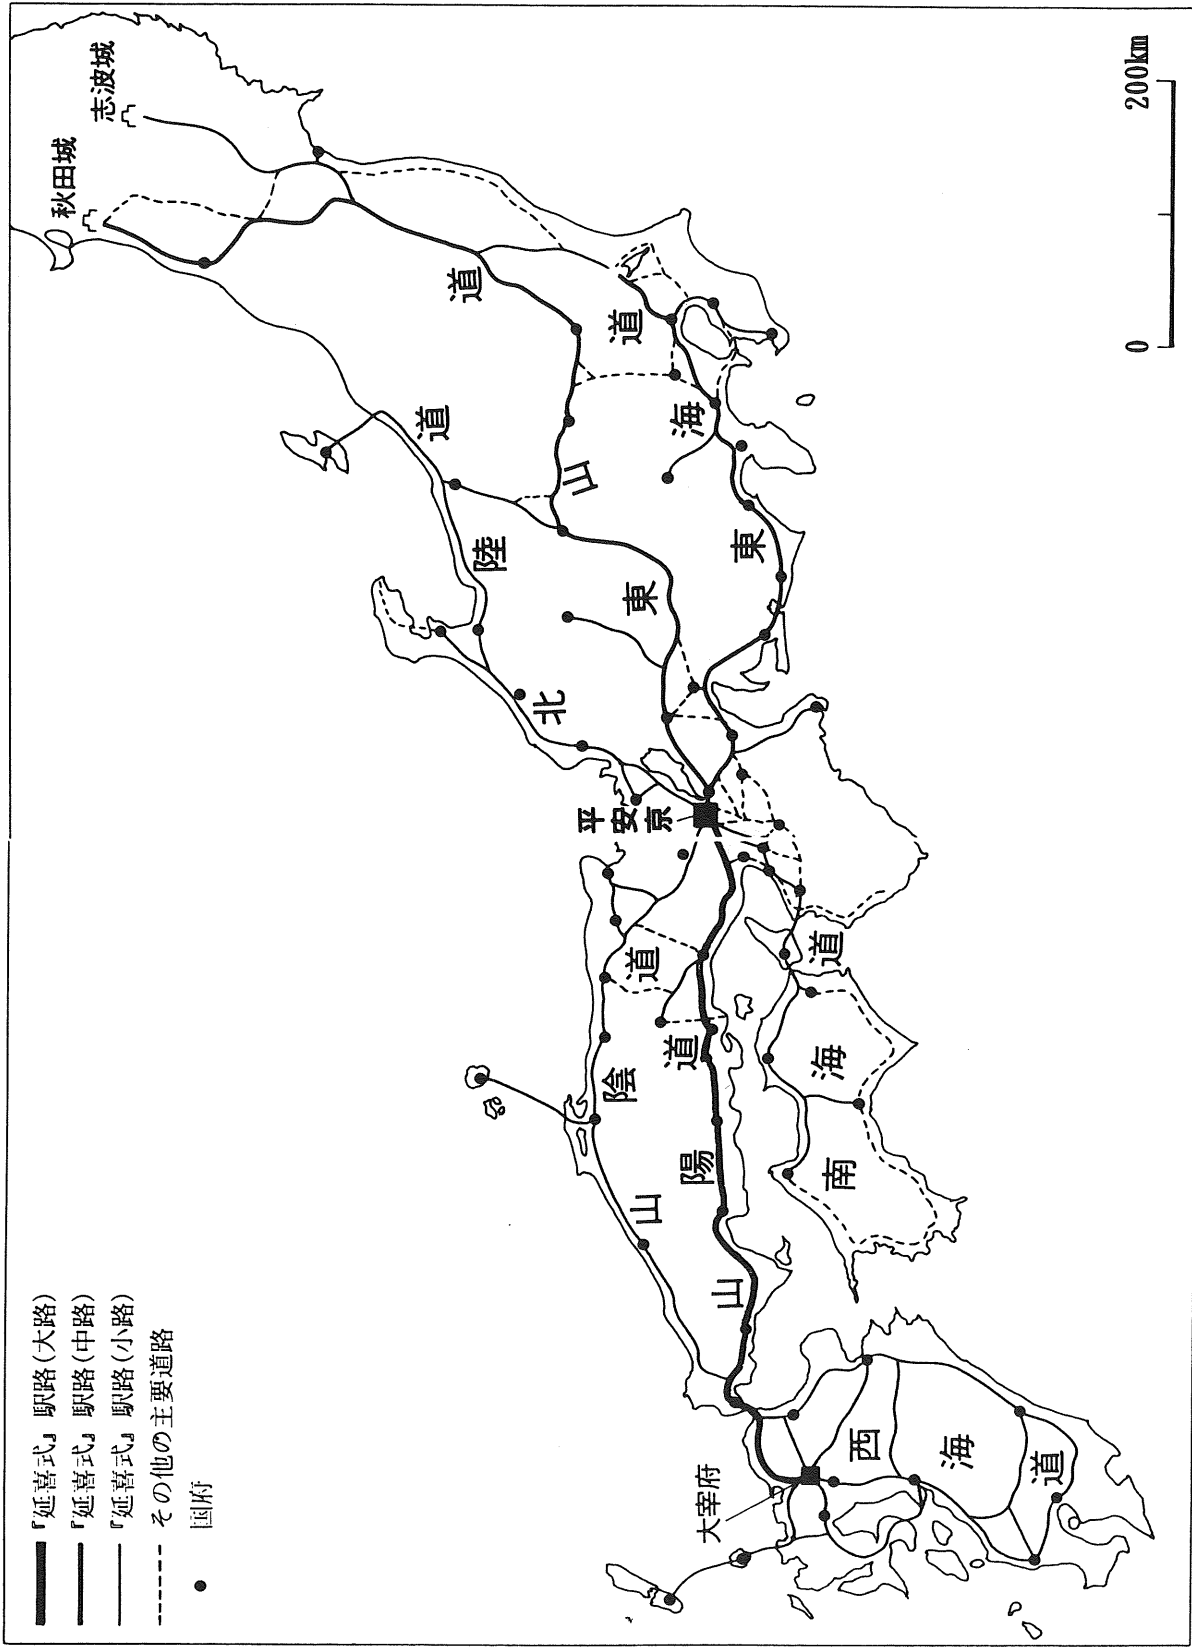 『延喜式』駅路(大路)
『延喜式』駅路(中路)
『延喜式』駅路(小路)
その他の主要道路
国府
志波城
秋田城
北陸道
東山道
東海道
平安京
山陰道
山陽道
南海道
大宰府
西海道
0 200km